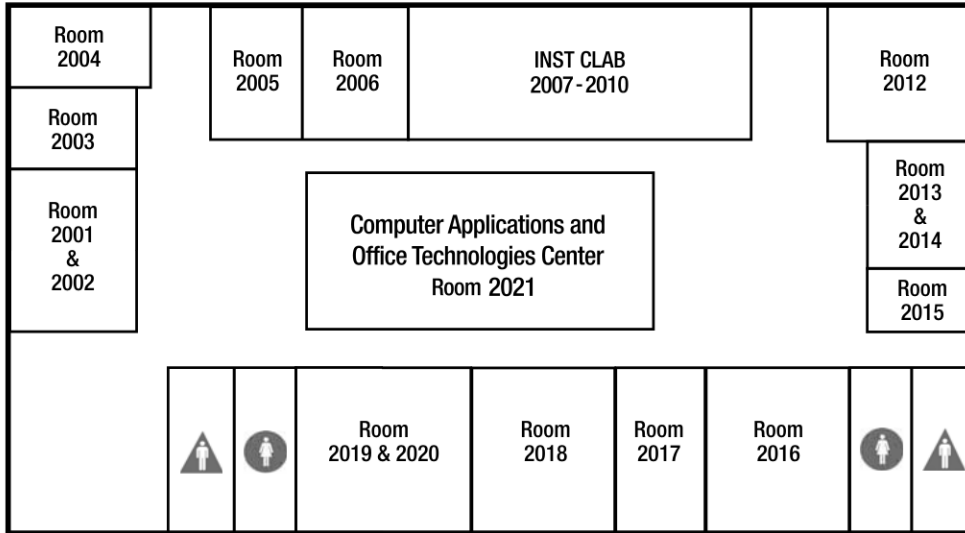 Room
2004
Room
2005
Room
2006
INST CLAB
2007-2010
Room
2012
Room
2003
Room
2001
&
2002
Room
2013
&
2014
Computer Applications and
Office Technologies Center
Room 2021
Room
2015
Room
2019 & 2020
Room
2018
Room
2017
Room
2016